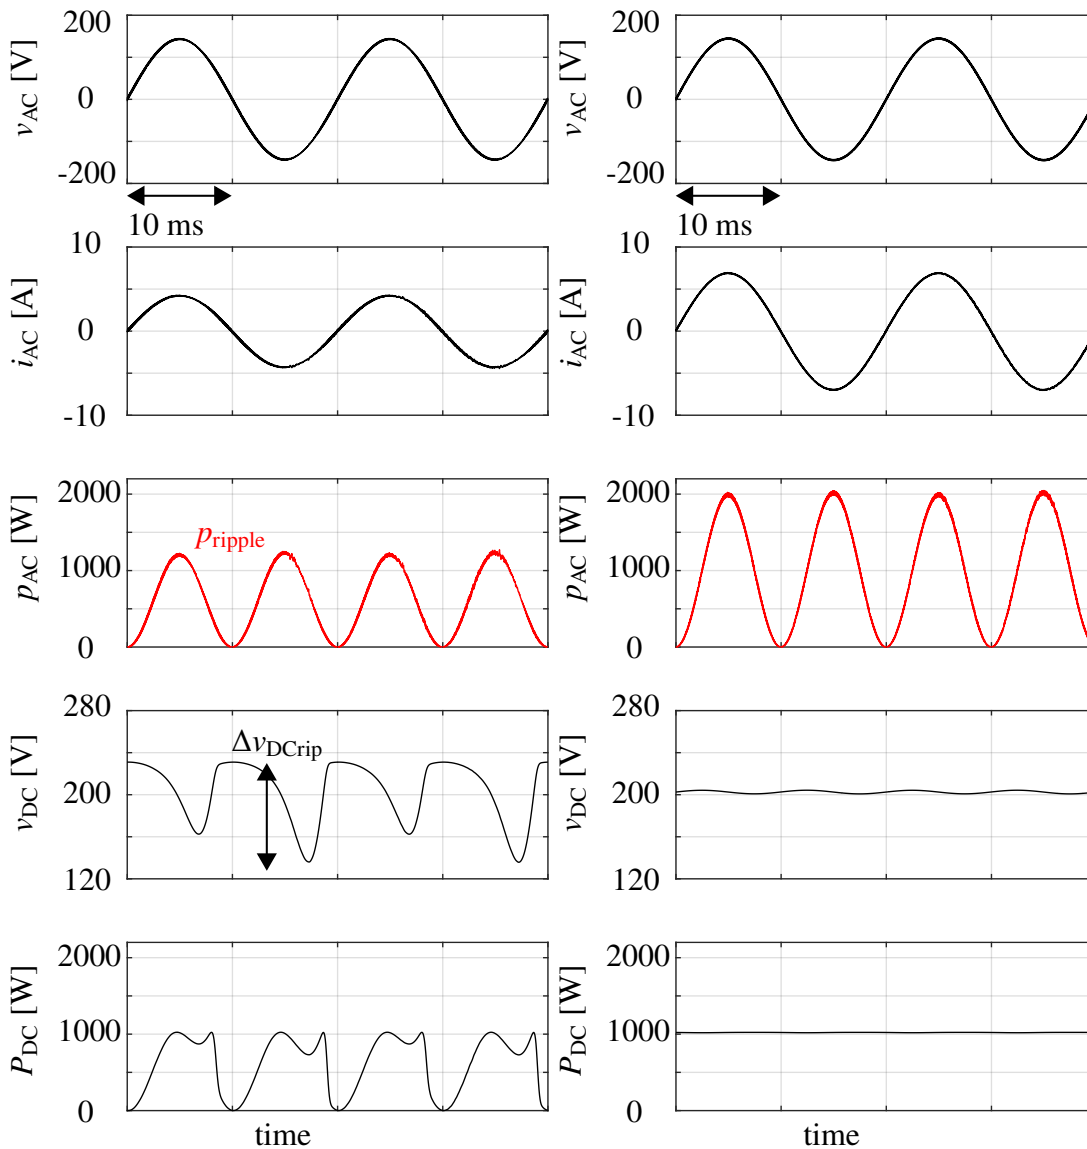 200
v_AC [V]
0
-200
10 ms
10
i_AC [A]
0
-10
2000
p_AC [W]
p_ripple
1000
0
280
v_DC [V]
Δv_DCrip
200
120
2000
P_DC [W]
1000
0
time
200
v_AC [V]
0
-200
10 ms
10
i_AC [A]
0
-10
2000
p_AC [W]
1000
0
280
v_DC [V]
200
120
2000
P_DC [W]
1000
0
time